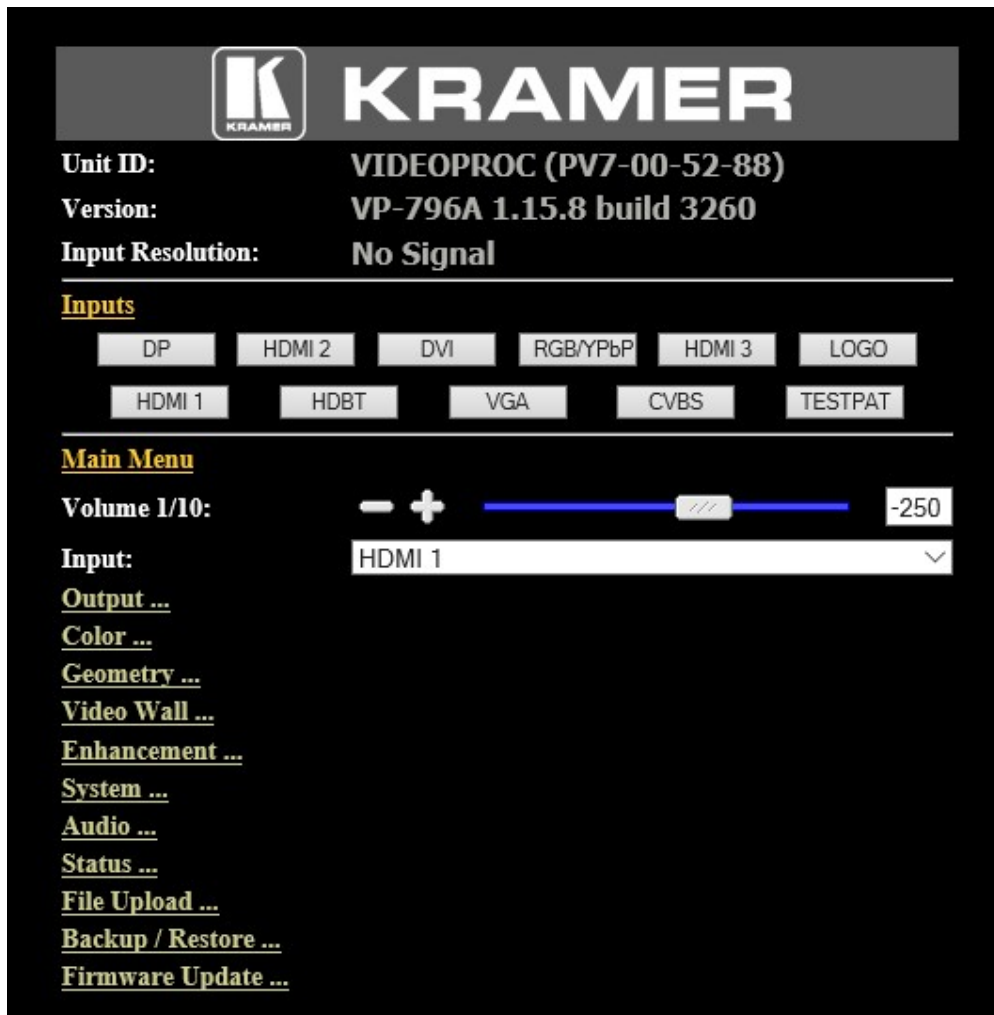 KRAMER KRAMER
Unit ID: VIDEOPROC (PV7-00-52-88)
Version: VP-796A 1.15.8 build 3260
Input Resolution: No Signal
Inputs
DP HDMI 2 DVI RGB/YPbP HDMI 3 LOGO
HDMI 1 HDBT VGA CVBS TESTPAT
Main Menu
Volume 1/10: -250
Input: HDMI 1
Output ...
Color ...
Geometry ...
Video Wall ...
Enhancement ...
System ...
Audio ...
Status ...
File Upload ...
Backup / Restore ...
Firmware Update ...